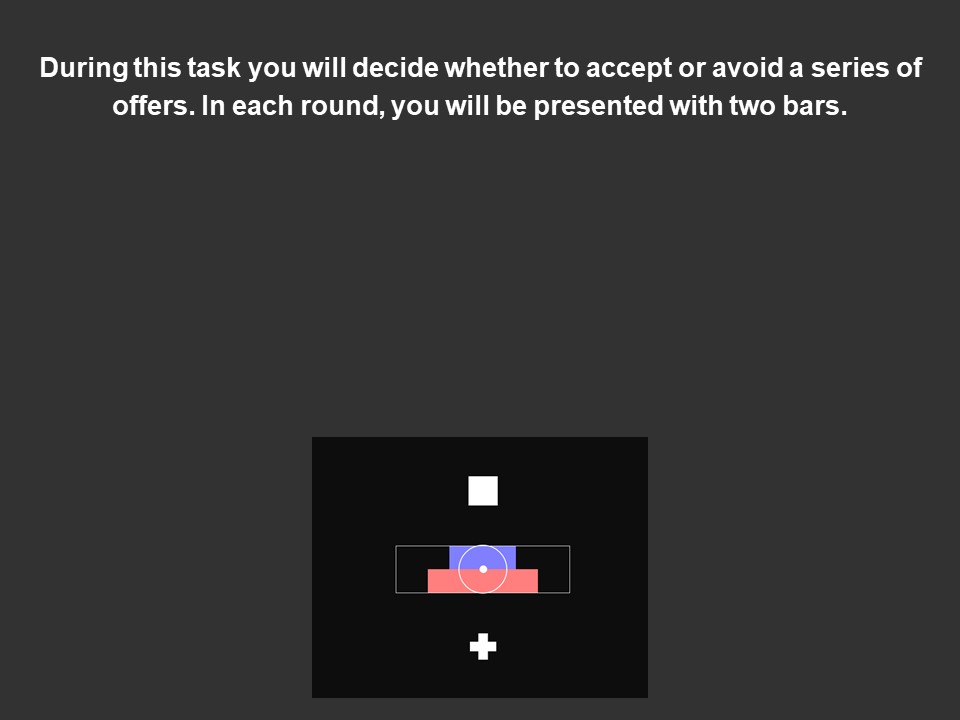 During this task you will decide whether to accept or avoid a series of
offers. In each round, you will be presented with two bars.